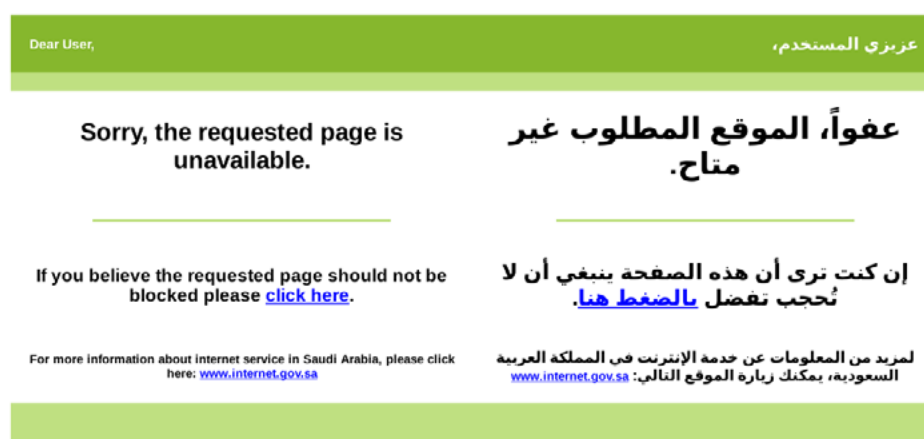 Dear User,
عزيزي المستخدم،
Sorry, the requested page is
unavailable.
عفواً، الموقع المطلوب غير
متاح.
If you believe the requested page should not be
blocked please click here.
إن كنت ترى أن هذه الصفحة ينبغي أن لا
تُحجب تفضل بالضغط هنا.
For more information about internet service in Saudi Arabia, please click
here: www.internet.gov.sa
لمزيد من المعلومات عن خدمة الإنترنت في المملكة العربية
السعودية، يمكنك زيارة الموقع التالي: www.internet.gov.sa